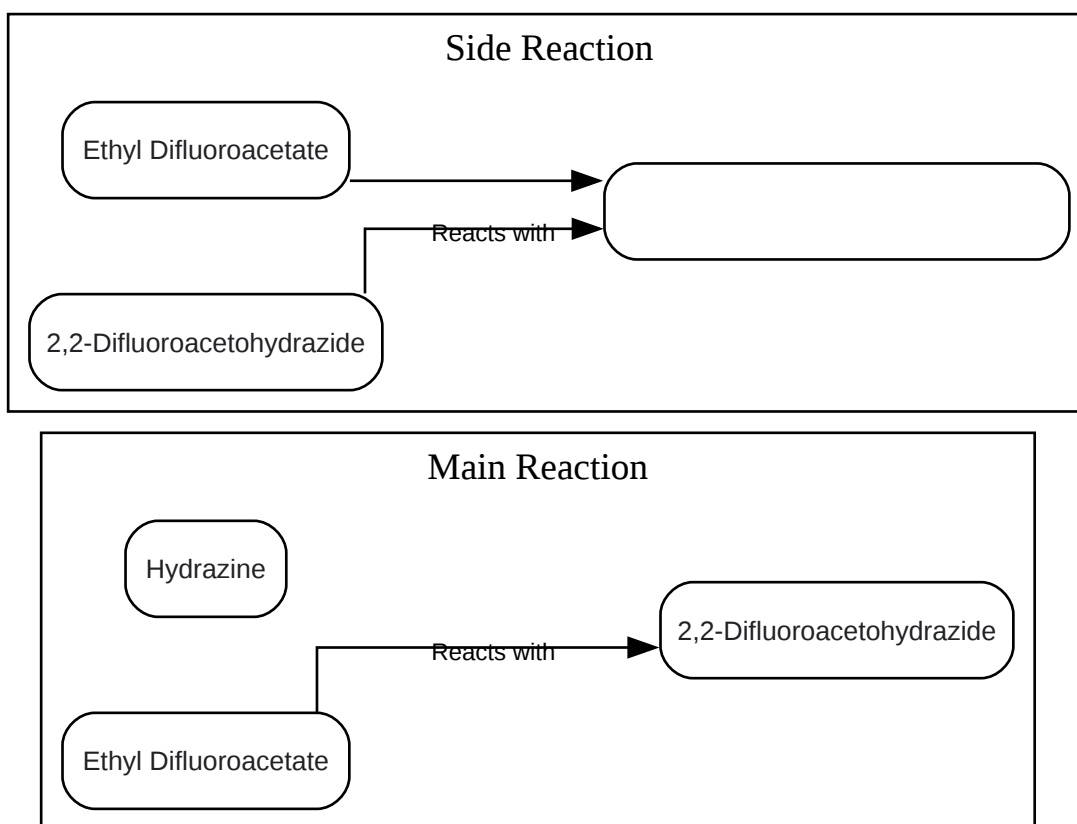 Side Reaction
Ethyl Difluoroacetate
Reacts with
2,2-Difluoroacetohydrazide
Main Reaction
Hydrazine
2,2-Difluoroacetohydrazide
Reacts with
Ethyl Difluoroacetate